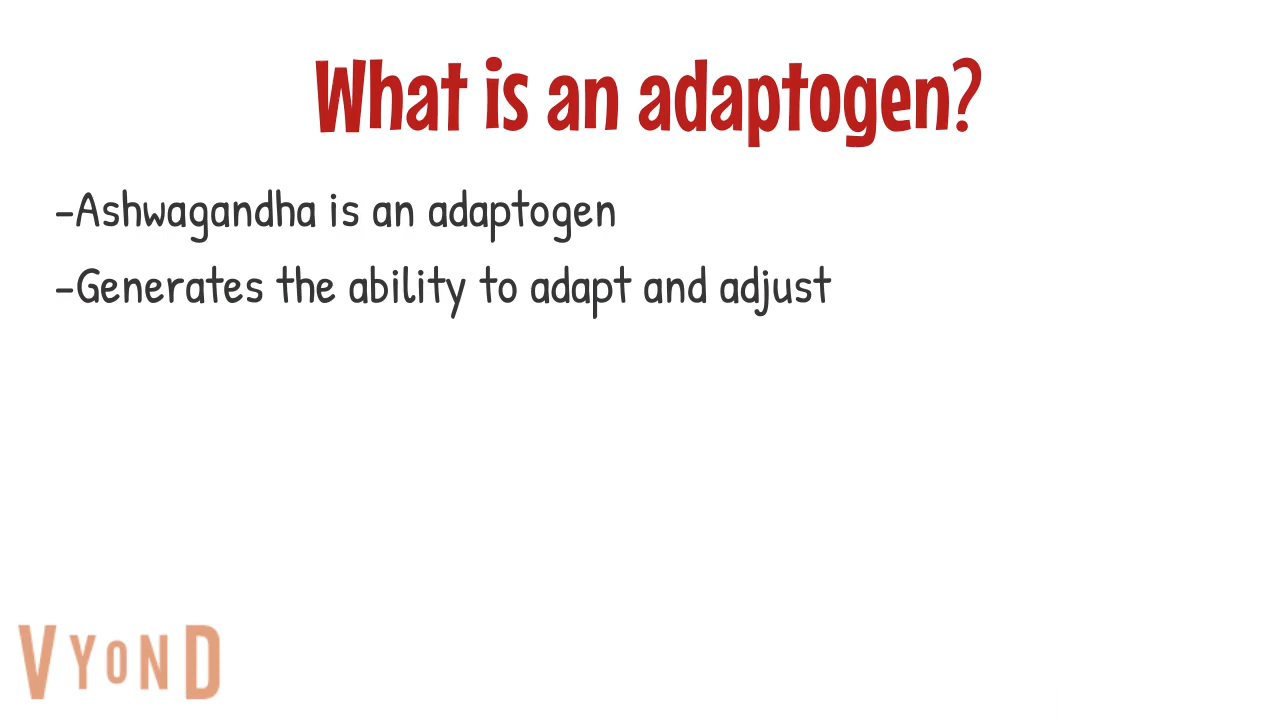 What is an adaptogen?
-Ashwagandha is an adaptogen
-Generates the ability to adapt and adjust
VYOND